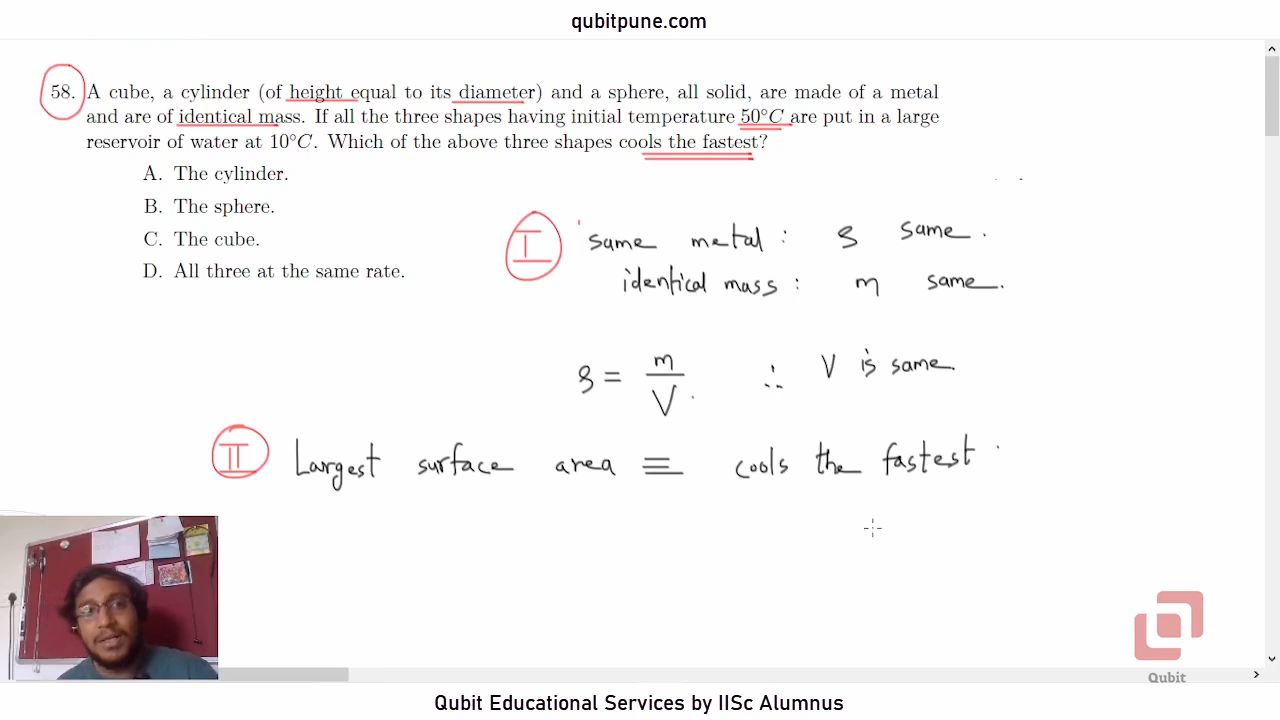 qubitpune.com
58. A cube, a cylinder (of height equal to its diameter) and a sphere, all solid, are made of a metal
and are of identical mass. If all the three shapes having initial temperature 50°C are put in a large
reservoir of water at 10°C. Which of the above three shapes cools the fastest?
A. The cylinder.
B. The sphere.
C. The cube.
D. All three at the same rate.
I same metal : ρ same.
identical mass : m same.
ρ = m/V. ∴ V is same.
II Largest surface area ≡ cools the fastest.
Qubit
Qubit Educational Services by IISc Alumnus